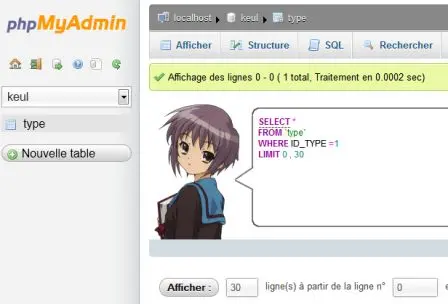 phpMyAdmin
localhost keul type
Afficher Structure SQL Rechercher
Affichage des lignes 0 - 0 ( 1 total, Traitement en 0.0002 sec)
keul
type
Nouvelle table
SELECT *
FROM `type`
WHERE ID_TYPE =1
LIMIT 0 , 30
Afficher : 30 ligne(s) à partir de la ligne n° 0